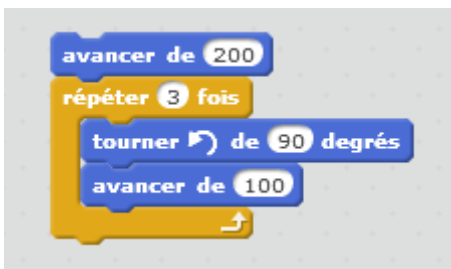 avancer de 200
répéter 3 fois
tourner de 90 degrés
avancer de 100